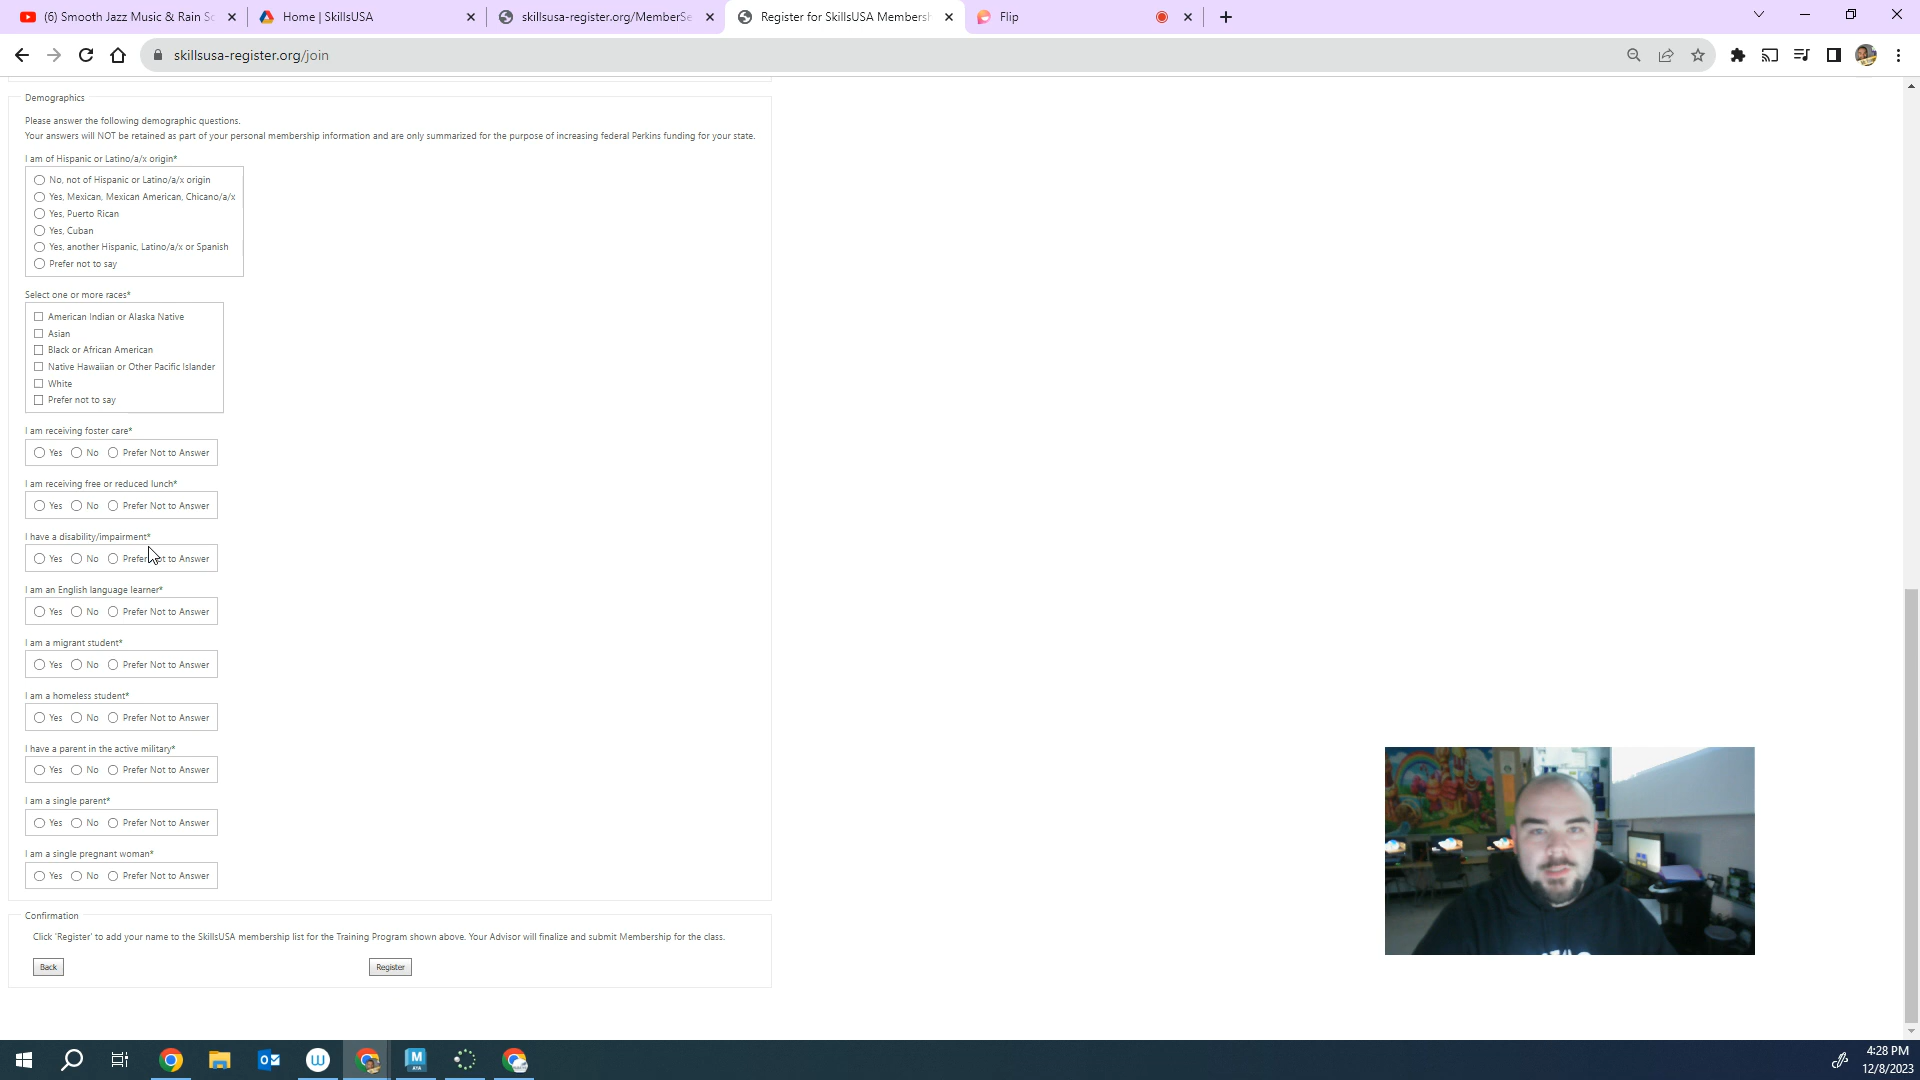 (6) Smooth Jazz Music & Rain So
Home | SkillsUSA
skillsusa-register.org/MemberSe
Register for SkillsUSA Membersh
Flip
skillsusa-register.org/join
Demographics
Please answer the following demographic questions.
Your answers will NOT be retained as part of your personal membership information and are only summarized for the purpose of increasing federal Perkins funding for your state.
I am of Hispanic or Latino/a/x origin*
No, not of Hispanic or Latino/a/x origin
Yes, Mexican, Mexican American, Chicano/a/x
Yes, Puerto Rican
Yes, Cuban
Yes, another Hispanic, Latino/a/x or Spanish
Prefer not to say
Select one or more races*
American Indian or Alaska Native
Asian
Black or African American
Native Hawaiian or Other Pacific Islander
White
Prefer not to say
I am receiving foster care*
Yes No Prefer Not to Answer
I am receiving free or reduced lunch*
Yes No Prefer Not to Answer
I have a disability/impairment*
Yes No Prefer Not to Answer
I am an English language learner*
Yes No Prefer Not to Answer
I am a migrant student*
Yes No Prefer Not to Answer
I am a homeless student*
Yes No Prefer Not to Answer
I have a parent in the active military*
Yes No Prefer Not to Answer
I am a single parent*
Yes No Prefer Not to Answer
I am a single pregnant woman*
Yes No Prefer Not to Answer
Confirmation
Click 'Register' to add your name to the SkillsUSA membership list for the Training Program shown above. Your Advisor will finalize and submit Membership for the class.
Back Register
4:28 PM
12/8/2023